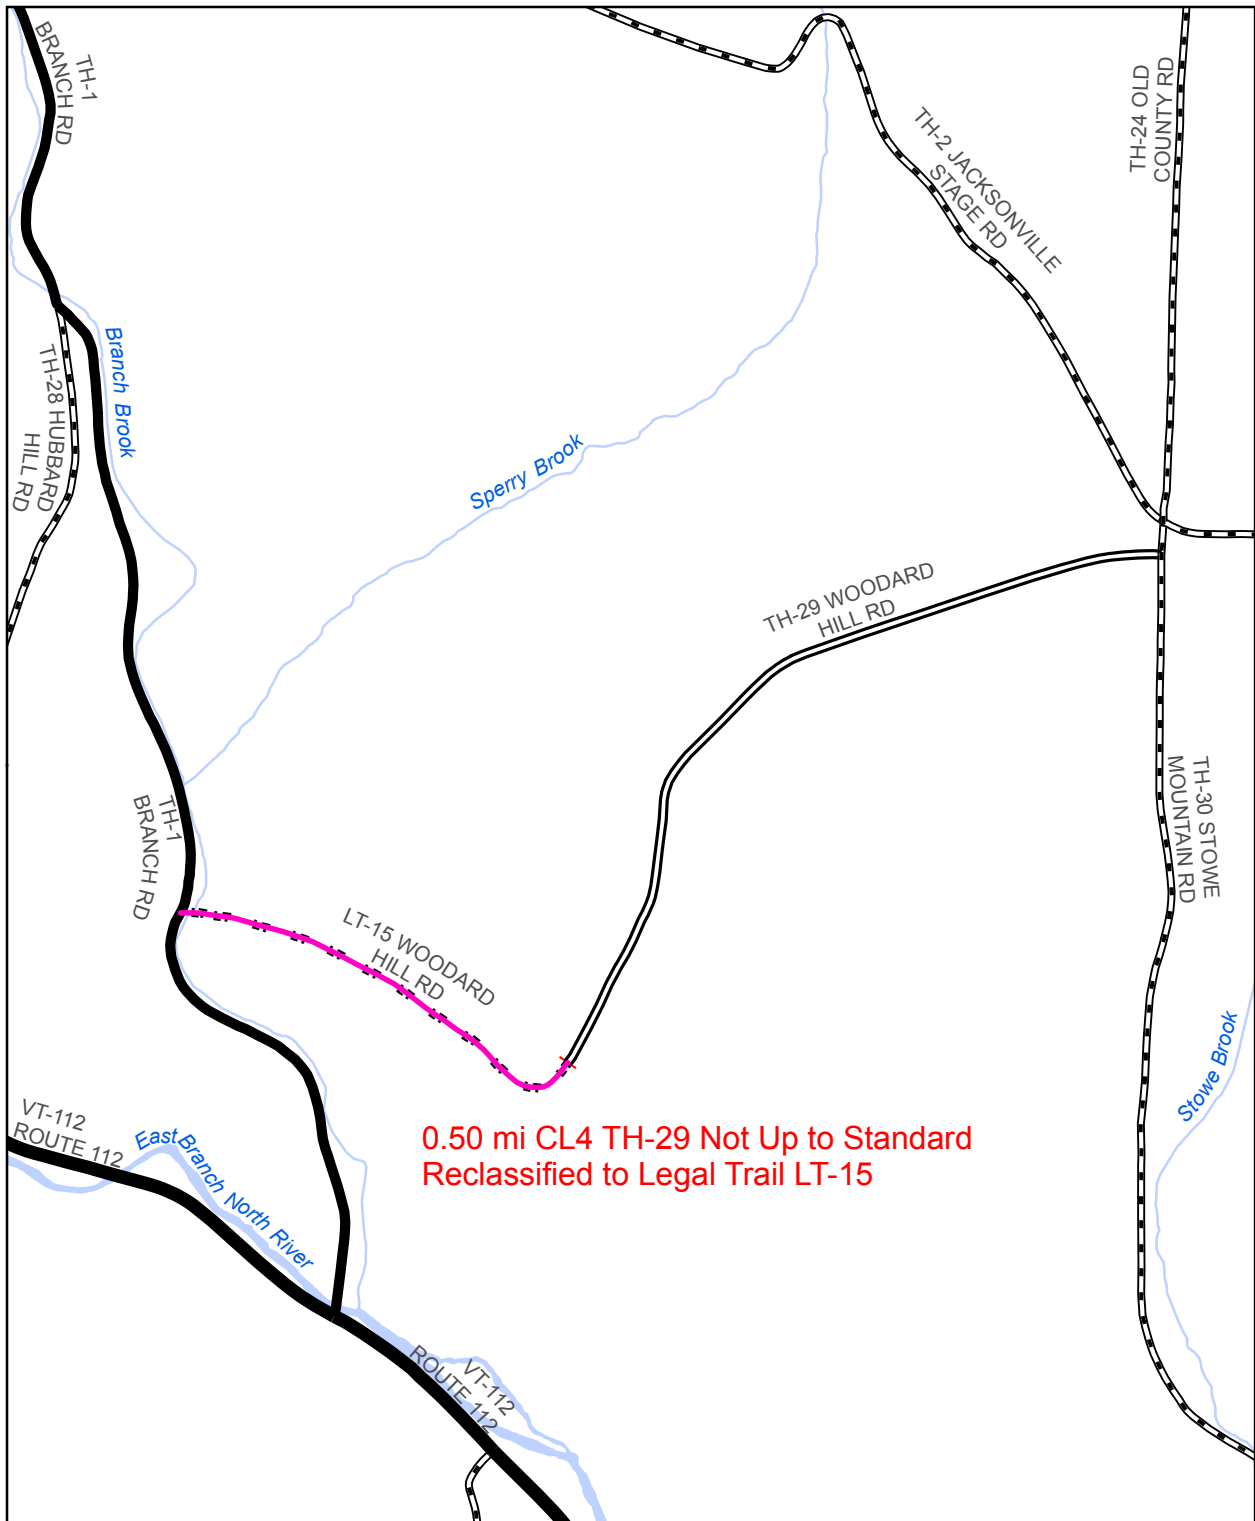 TH-1
BRANCH RD
TH-2 JACKSONVILLE
STAGE RD
TH-24 OLD
COUNTY RD
Branch Brook
TH-28 HUBBARD
HILL RD
Sperry Brook
TH-29 WOODARD
HILL RD
TH-30 STOWE
MOUNTAIN RD
TH-1
BRANCH RD
LT-15 WOODARD
HILL RD
Stowe Brook
VT-112
ROUTE 112
East Branch North River
0.50 mi CL4 TH-29 Not Up to Standard
Reclassified to Legal Trail LT-15
VT-112
ROUTE 112